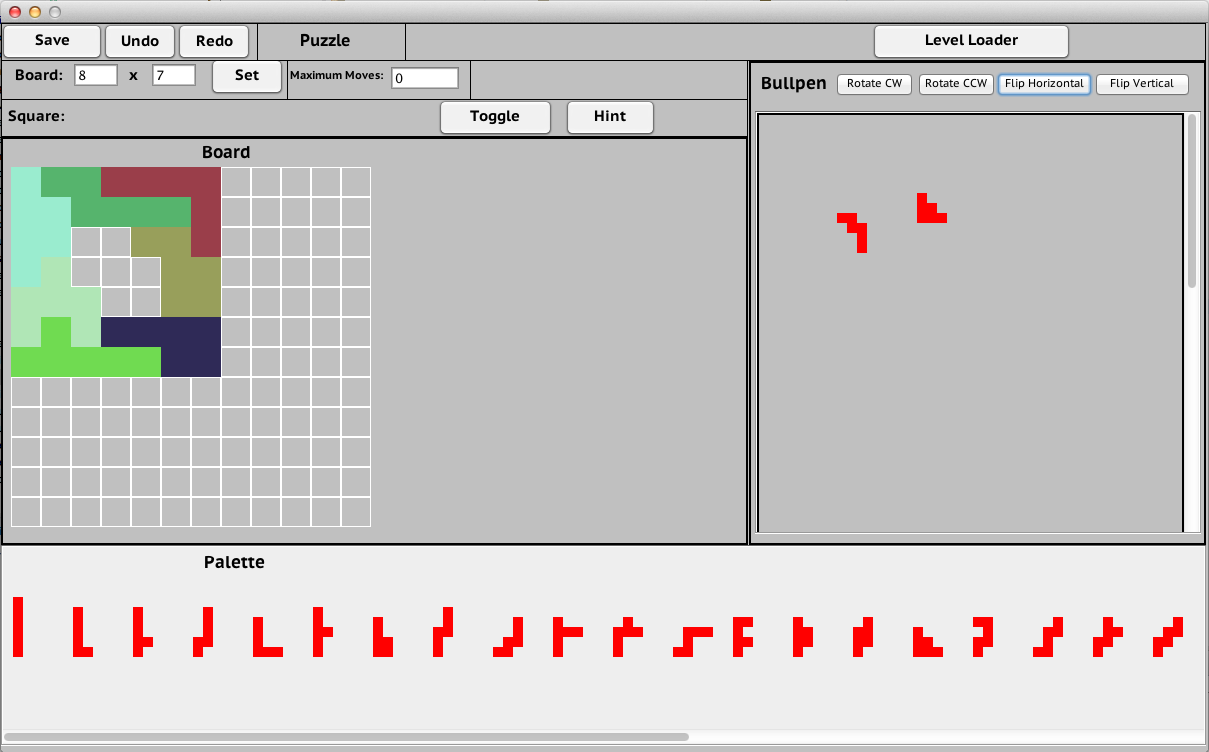 Save Undo Redo Puzzle Level Loader
Board: 8 x 7 Set Maximum Moves: 0
Bullpen Rotate CW Rotate CCW Flip Horizontal Flip Vertical
Square: Toggle Hint
Board
Palette